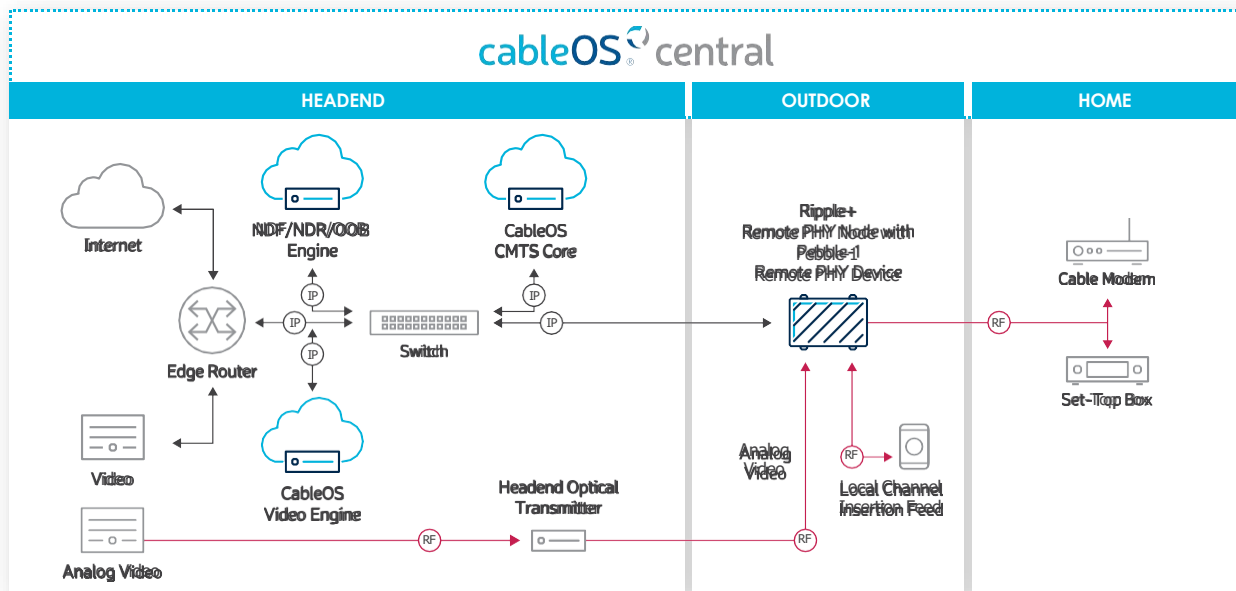 cableOS® central
HEADEND
OUTDOOR
HOME
Internet
NDF/NDR/OOB
Engine
CableOS
CMTS Core
Ripple+
Remote PHY Node with
Pebble-1
Remote PHY Device
Cable Modem
IP
IP
IP
IP
IP
RF
Switch
Edge Router
Set-Top Box
Video
CableOS
Video Engine
Headend Optical
Transmitter
Analog
Video
RF
Local Channel
Insertion Feed
Analog Video
RF
RF